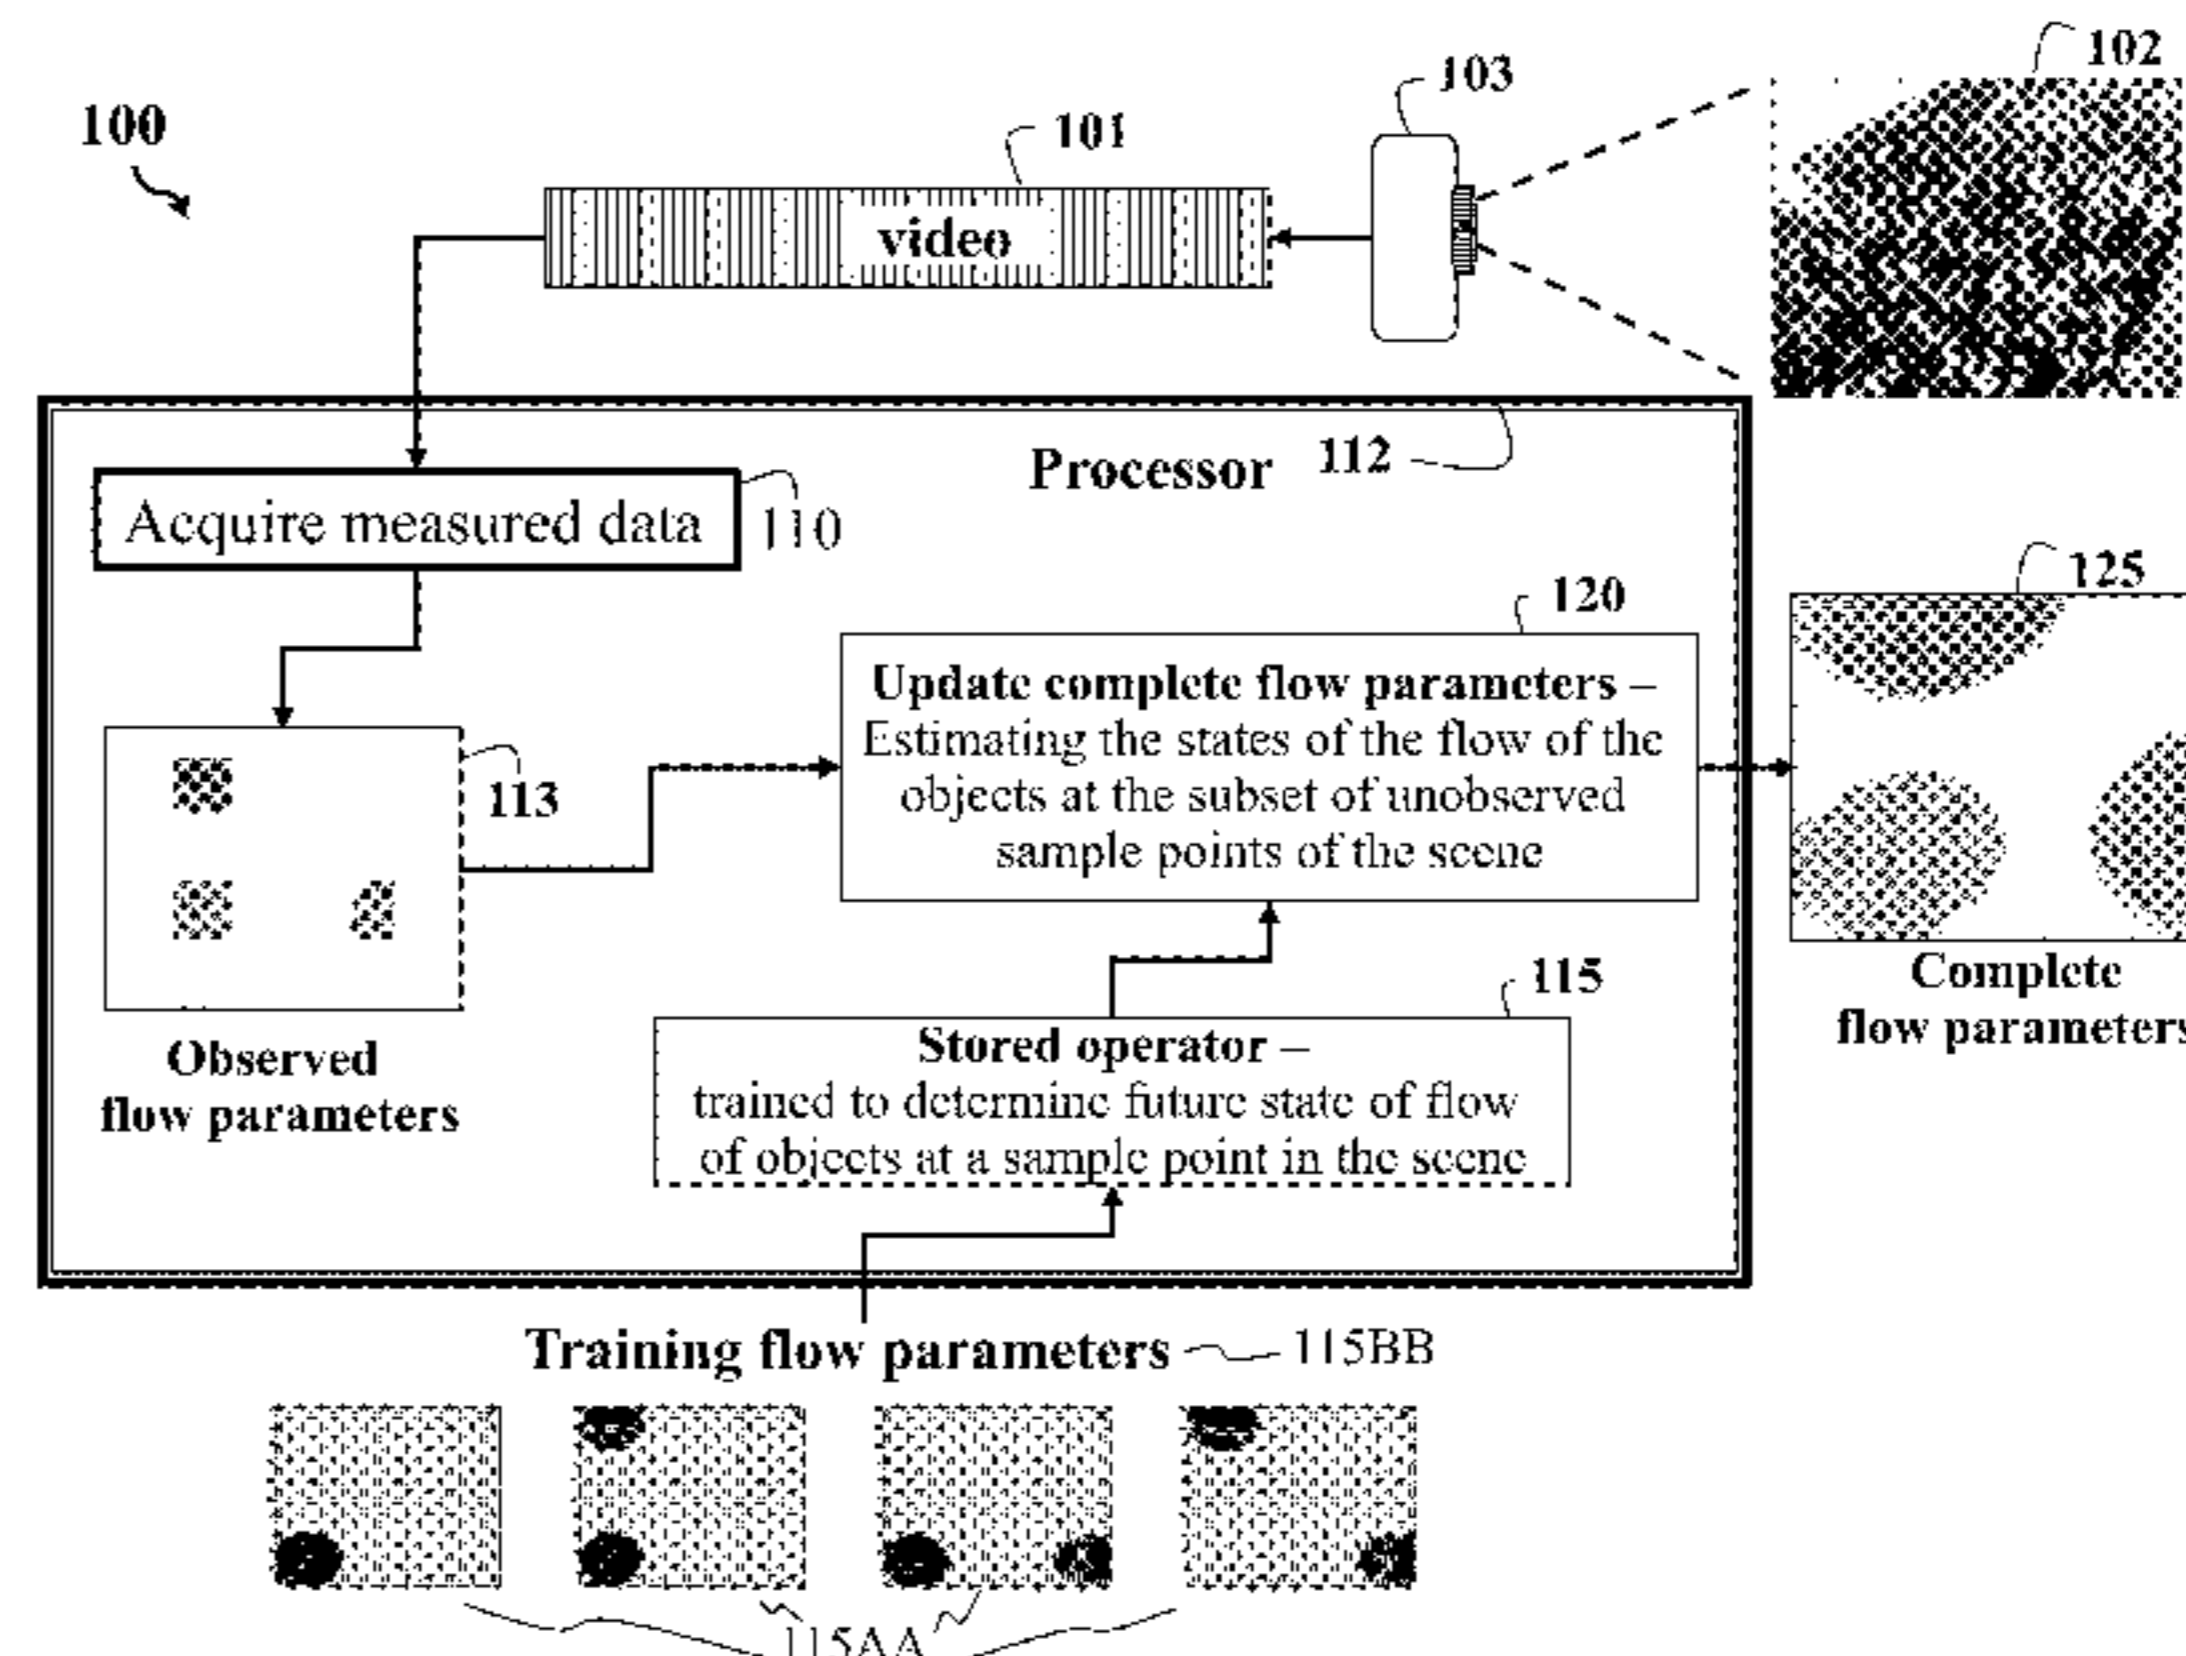 102
103
101
100
video
Processor 112
Acquire measured data
110
125
120
Update complete flow parameters –
Estimating the states of the flow of the
objects at the subset of unobserved
sample points of the scene
113
Complete
flow parameters
115
Stored operator –
trained to determine future state of flow
of objects at a sample point in the scene
Observed
flow parameters
Training flow parameters 115BB
115AA